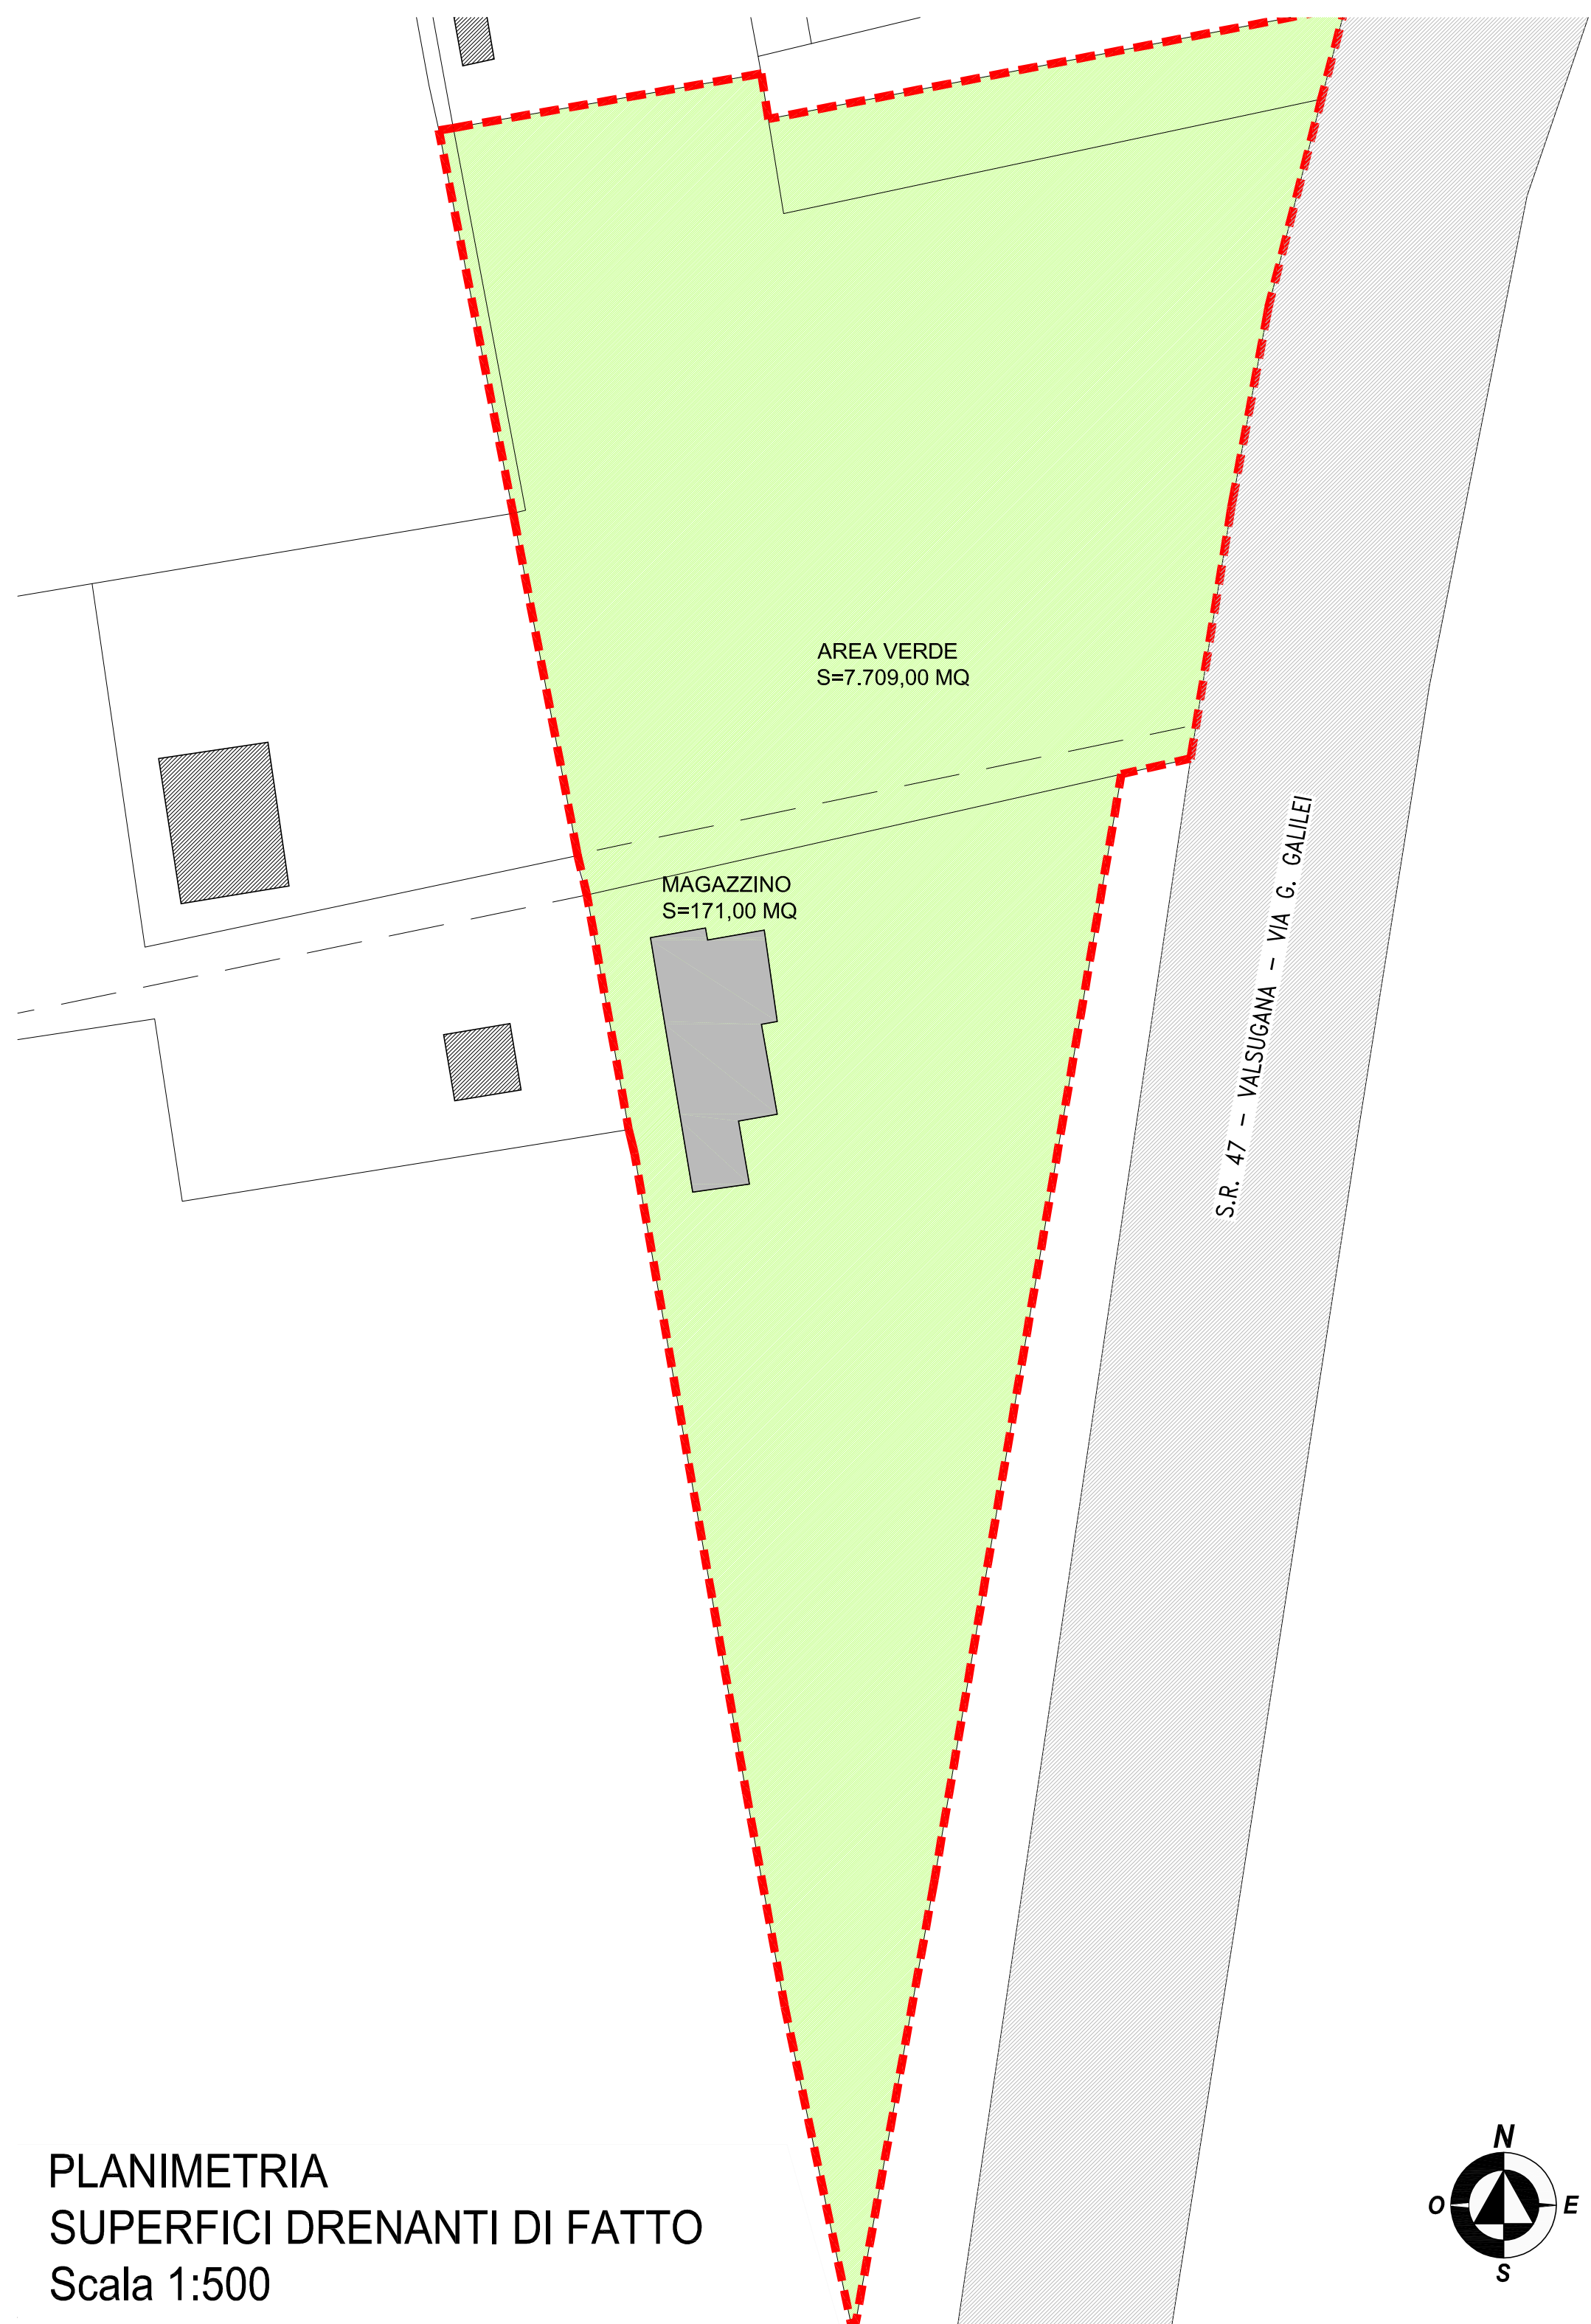 AREA VERDE
S=7.709,00 MQ
MAGAZZINO
S=171,00 MQ
S.R. 47 - VALSUGANA - VIA G. GALILEI
PLANIMETRIA
SUPERFICI DRENANTI DI FATTO
Scala 1:500
N
O
E
S